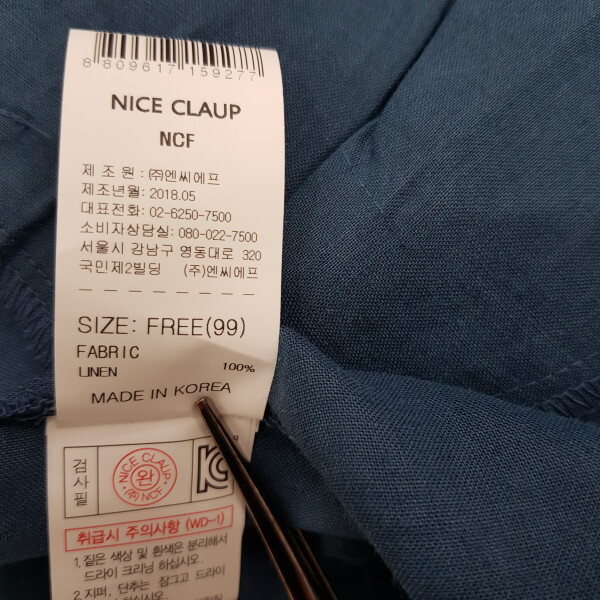 8 809617 159277
NICE CLAUP
NCF
제 조 원 : ㈜엔씨에프
제조년월: 2018.05
대표전화: 02-6250-7500
소비자상담실: 080-022-7500
서울시 강남구 영동대로 320
국민제2빌딩 (주)엔씨에프
SIZE: FREE(99)
FABRIC
LINEN 100%
MADE IN KOREA
검사필
NICE CLAUP
완
㈜ NCF
KC
취급시 주의사항 (WD-1)
1. 짙은 색상 및 흰색은 분리해서
드라이 크리닝 하십시오.
2. 지퍼, 단추는 잠그고 드라이